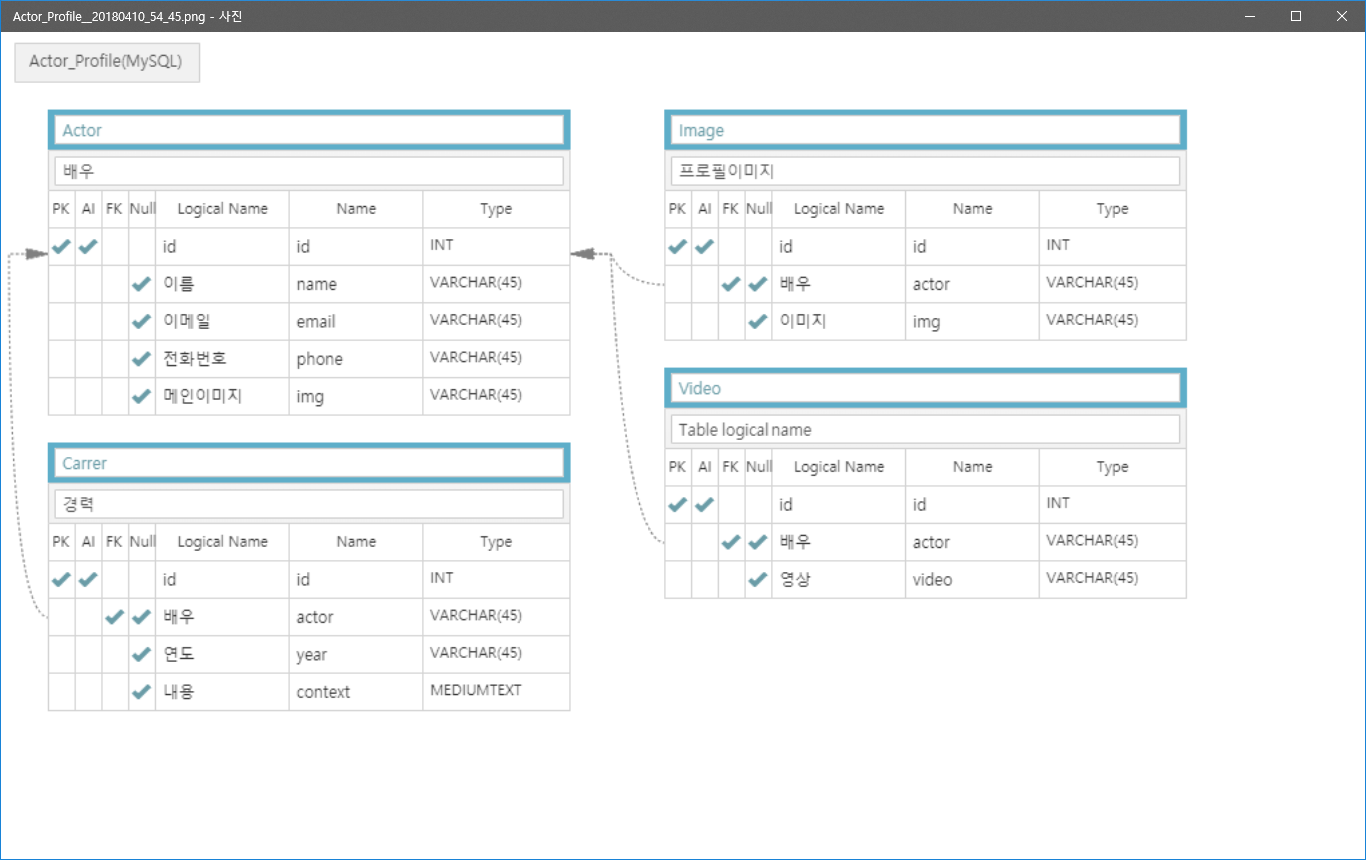 Actor_Profile__20180410_54_45.png - 사진
Actor_Profile(MySQL)
Actor
배우
PK AI FK Null Logical Name Name Type
id id INT
이름 name VARCHAR(45)
이메일 email VARCHAR(45)
전화번호 phone VARCHAR(45)
메인이미지 img VARCHAR(45)
Carrer
경력
PK AI FK Null Logical Name Name Type
id id INT
배우 actor VARCHAR(45)
연도 year VARCHAR(45)
내용 context MEDIUMTEXT
Image
프로필이미지
PK AI FK Null Logical Name Name Type
id id INT
배우 actor VARCHAR(45)
이미지 img VARCHAR(45)
Video
Table logical name
PK AI FK Null Logical Name Name Type
id id INT
배우 actor VARCHAR(45)
영상 video VARCHAR(45)